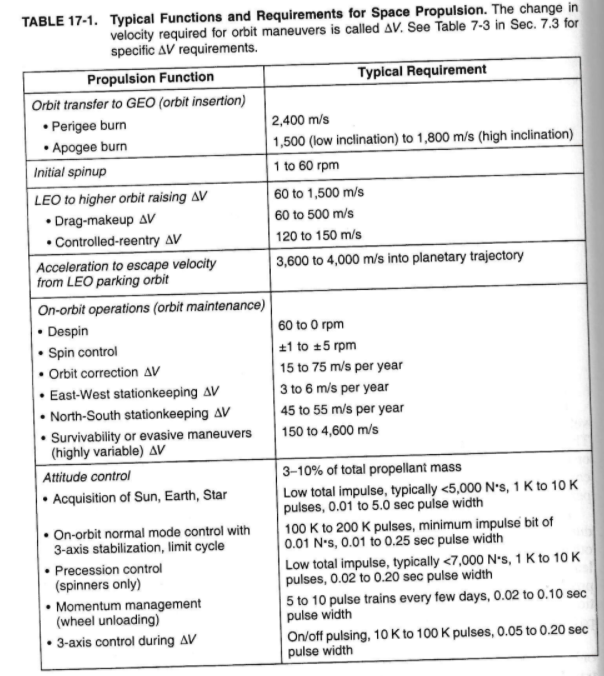 TABLE 17-1. Typical Functions and Requirements for Space Propulsion. The change in
velocity required for orbit maneuvers is called ΔV. See Table 7-3 in Sec. 7.3 for
specific ΔV requirements.
Propulsion Function Typical Requirement
Orbit transfer to GEO (orbit insertion)
• Perigee burn 2,400 m/s
• Apogee burn 1,500 (low inclination) to 1,800 m/s (high inclination)
Initial spinup 1 to 60 rpm
LEO to higher orbit raising ΔV 60 to 1,500 m/s
• Drag-makeup ΔV 60 to 500 m/s
• Controlled-reentry ΔV 120 to 150 m/s
Acceleration to escape velocity 3,600 to 4,000 m/s into planetary trajectory
from LEO parking orbit
On-orbit operations (orbit maintenance)
• Despin 60 to 0 rpm
• Spin control ±1 to ±5 rpm
• Orbit correction ΔV 15 to 75 m/s per year
• East-West stationkeeping ΔV 3 to 6 m/s per year
• North-South stationkeeping ΔV 45 to 55 m/s per year
• Survivability or evasive maneuvers 150 to 4,600 m/s
(highly variable) ΔV
Attitude control 3–10% of total propellant mass
• Acquisition of Sun, Earth, Star Low total impulse, typically <5,000 N•s, 1 K to 10 K
pulses, 0.01 to 5.0 sec pulse width
• On-orbit normal mode control with 100 K to 200 K pulses, minimum impulse bit of
3-axis stabilization, limit cycle 0.01 N•s, 0.01 to 0.25 sec pulse width
• Precession control Low total impulse, typically <7,000 N•s, 1 K to 10 K
(spinners only) pulses, 0.02 to 0.20 sec pulse width
• Momentum management 5 to 10 pulse trains every few days, 0.02 to 0.10 sec
(wheel unloading) pulse width
• 3-axis control during ΔV On/off pulsing, 10 K to 100 K pulses, 0.05 to 0.20 sec
pulse width